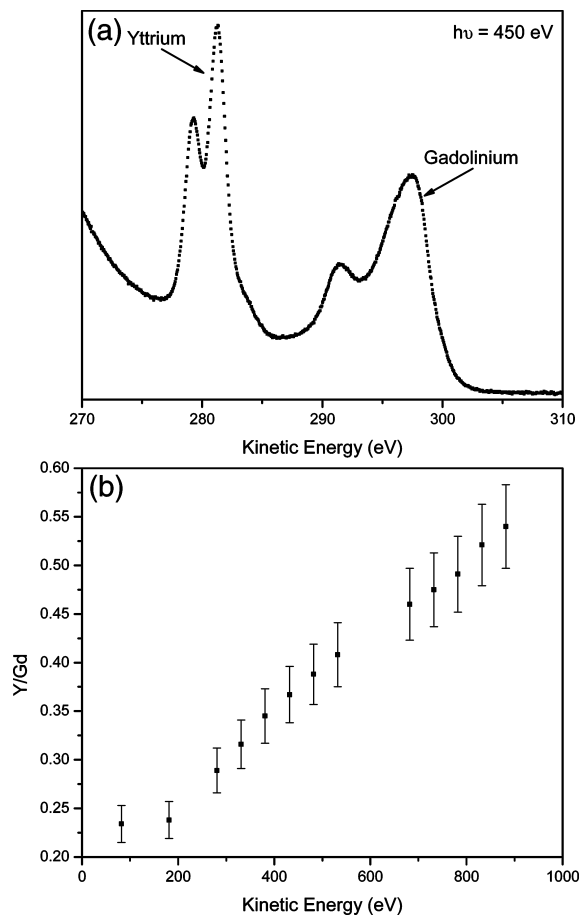 (a)
hυ = 450 eV
Yttrium
Gadolinium
270 280 290 300 310
Kinetic Energy (eV)
(b)
0.60
0.55
0.50
0.45
0.40
0.35
0.30
0.25
0.20
Y/Gd
0 200 400 600 800 1000
Kinetic Energy (eV)